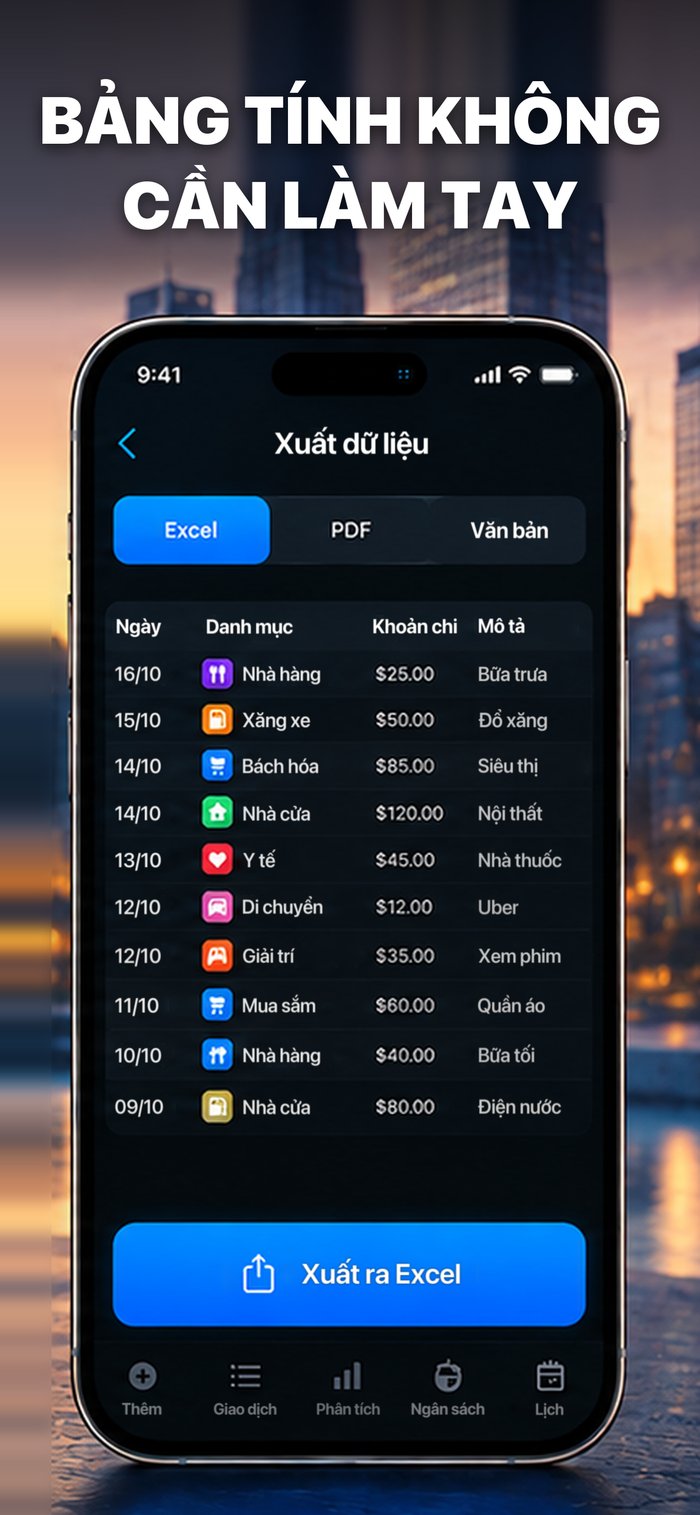 BẢNG TÍNH KHÔNG
CẦN LÀM TAY
9:41
Xuất dữ liệu
Excel PDF Văn bản
Ngày Danh mục Khoản chi Mô tả
16/10 Nhà hàng $25.00 Bữa trưa
15/10 Xăng xe $50.00 Đổ xăng
14/10 Bách hóa $85.00 Siêu thị
14/10 Nhà cửa $120.00 Nội thất
13/10 Y tế $45.00 Nhà thuốc
12/10 Di chuyển $12.00 Uber
12/10 Giải trí $35.00 Xem phim
11/10 Mua sắm $60.00 Quần áo
10/10 Nhà hàng $40.00 Bữa tối
09/10 Nhà cửa $80.00 Điện nước
Xuất ra Excel
Thêm Giao dịch Phân tích Ngân sách Lịch